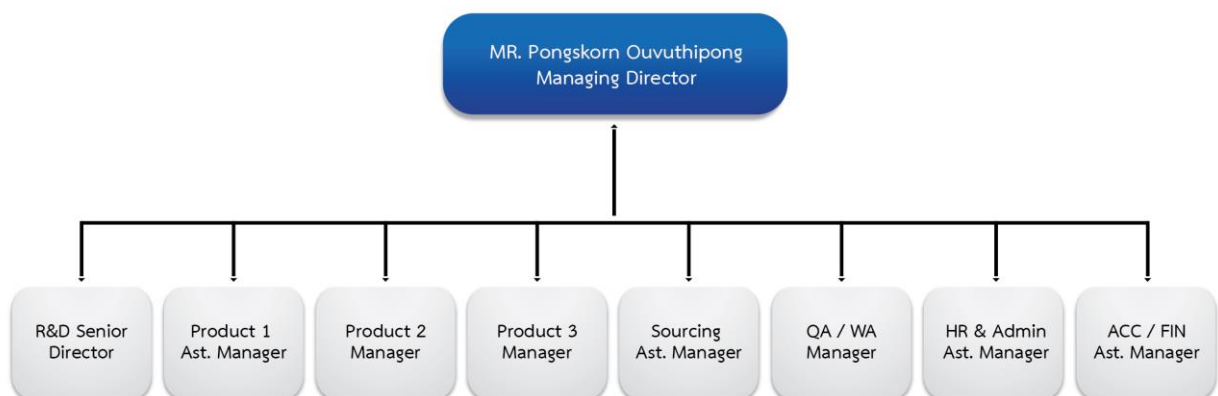 MR. Pongskorn Ouvuthipong
Managing Director
R&D Senior
Director
Product 1
Ast. Manager
Product 2
Manager
Product 3
Manager
Sourcing
Ast. Manager
QA / WA
Manager
HR & Admin
Ast. Manager
ACC / FIN
Ast. Manager